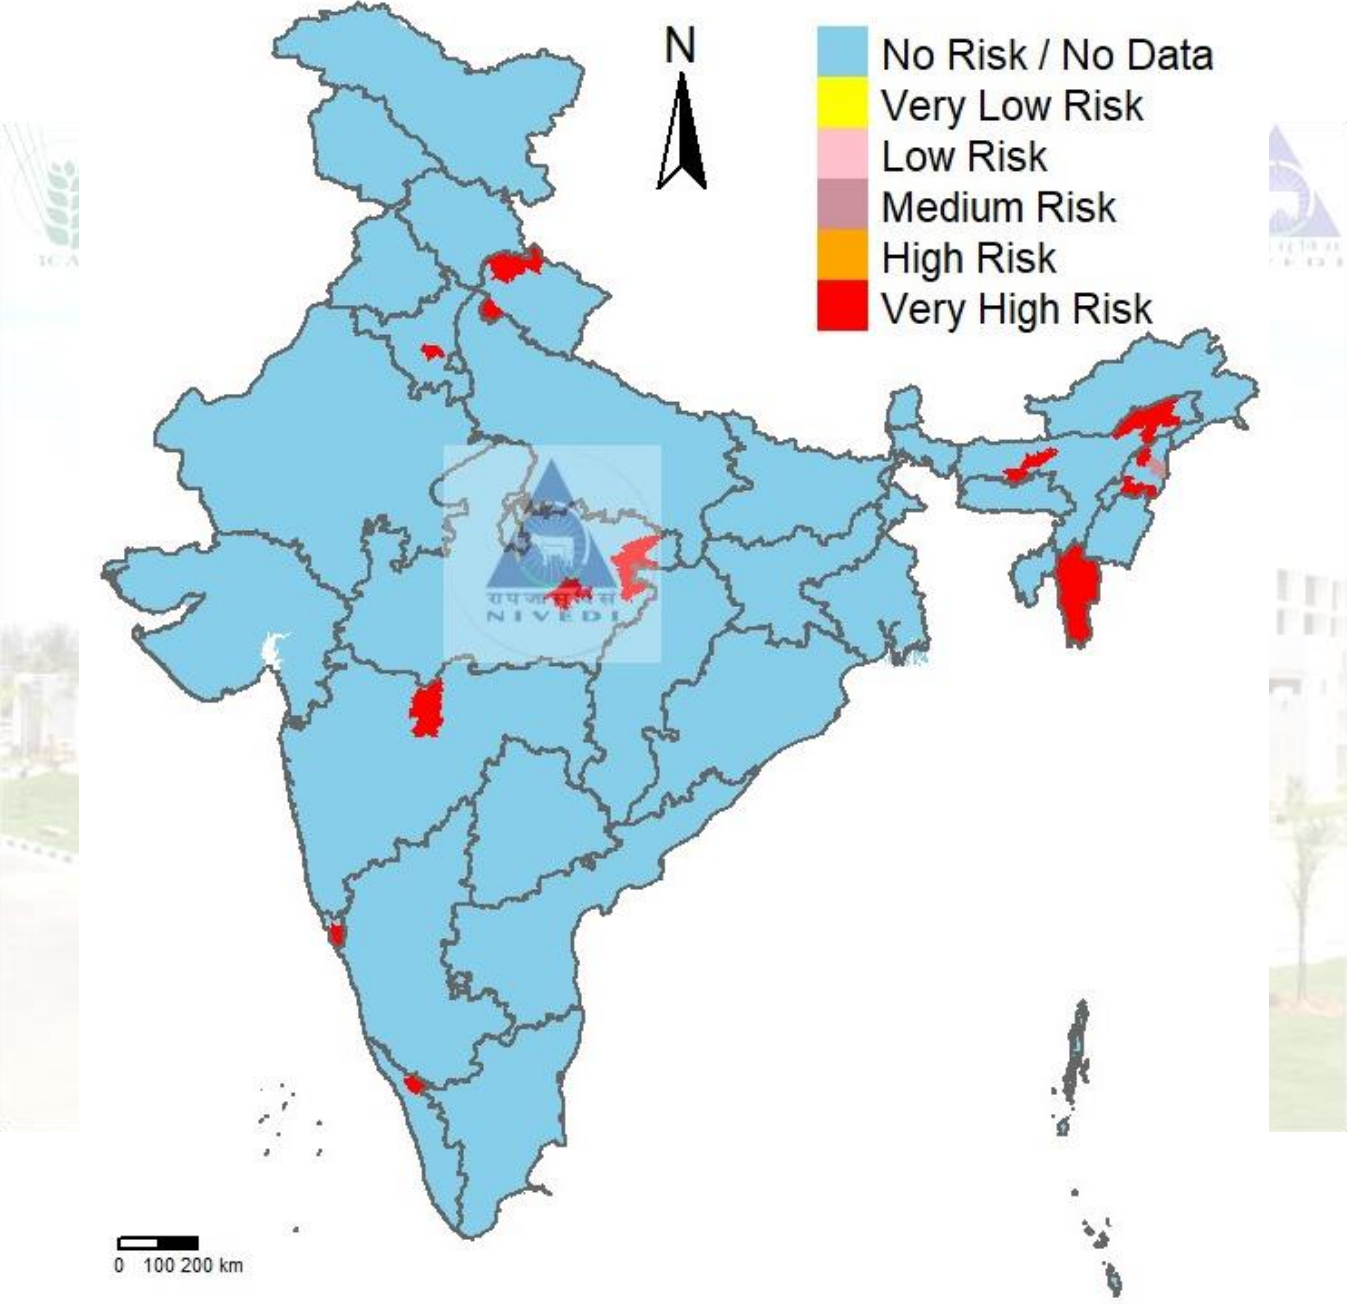 N
No Risk / No Data
Very Low Risk
Low Risk
Medium Risk
High Risk
Very High Risk
NIVEDI
0 100 200 km